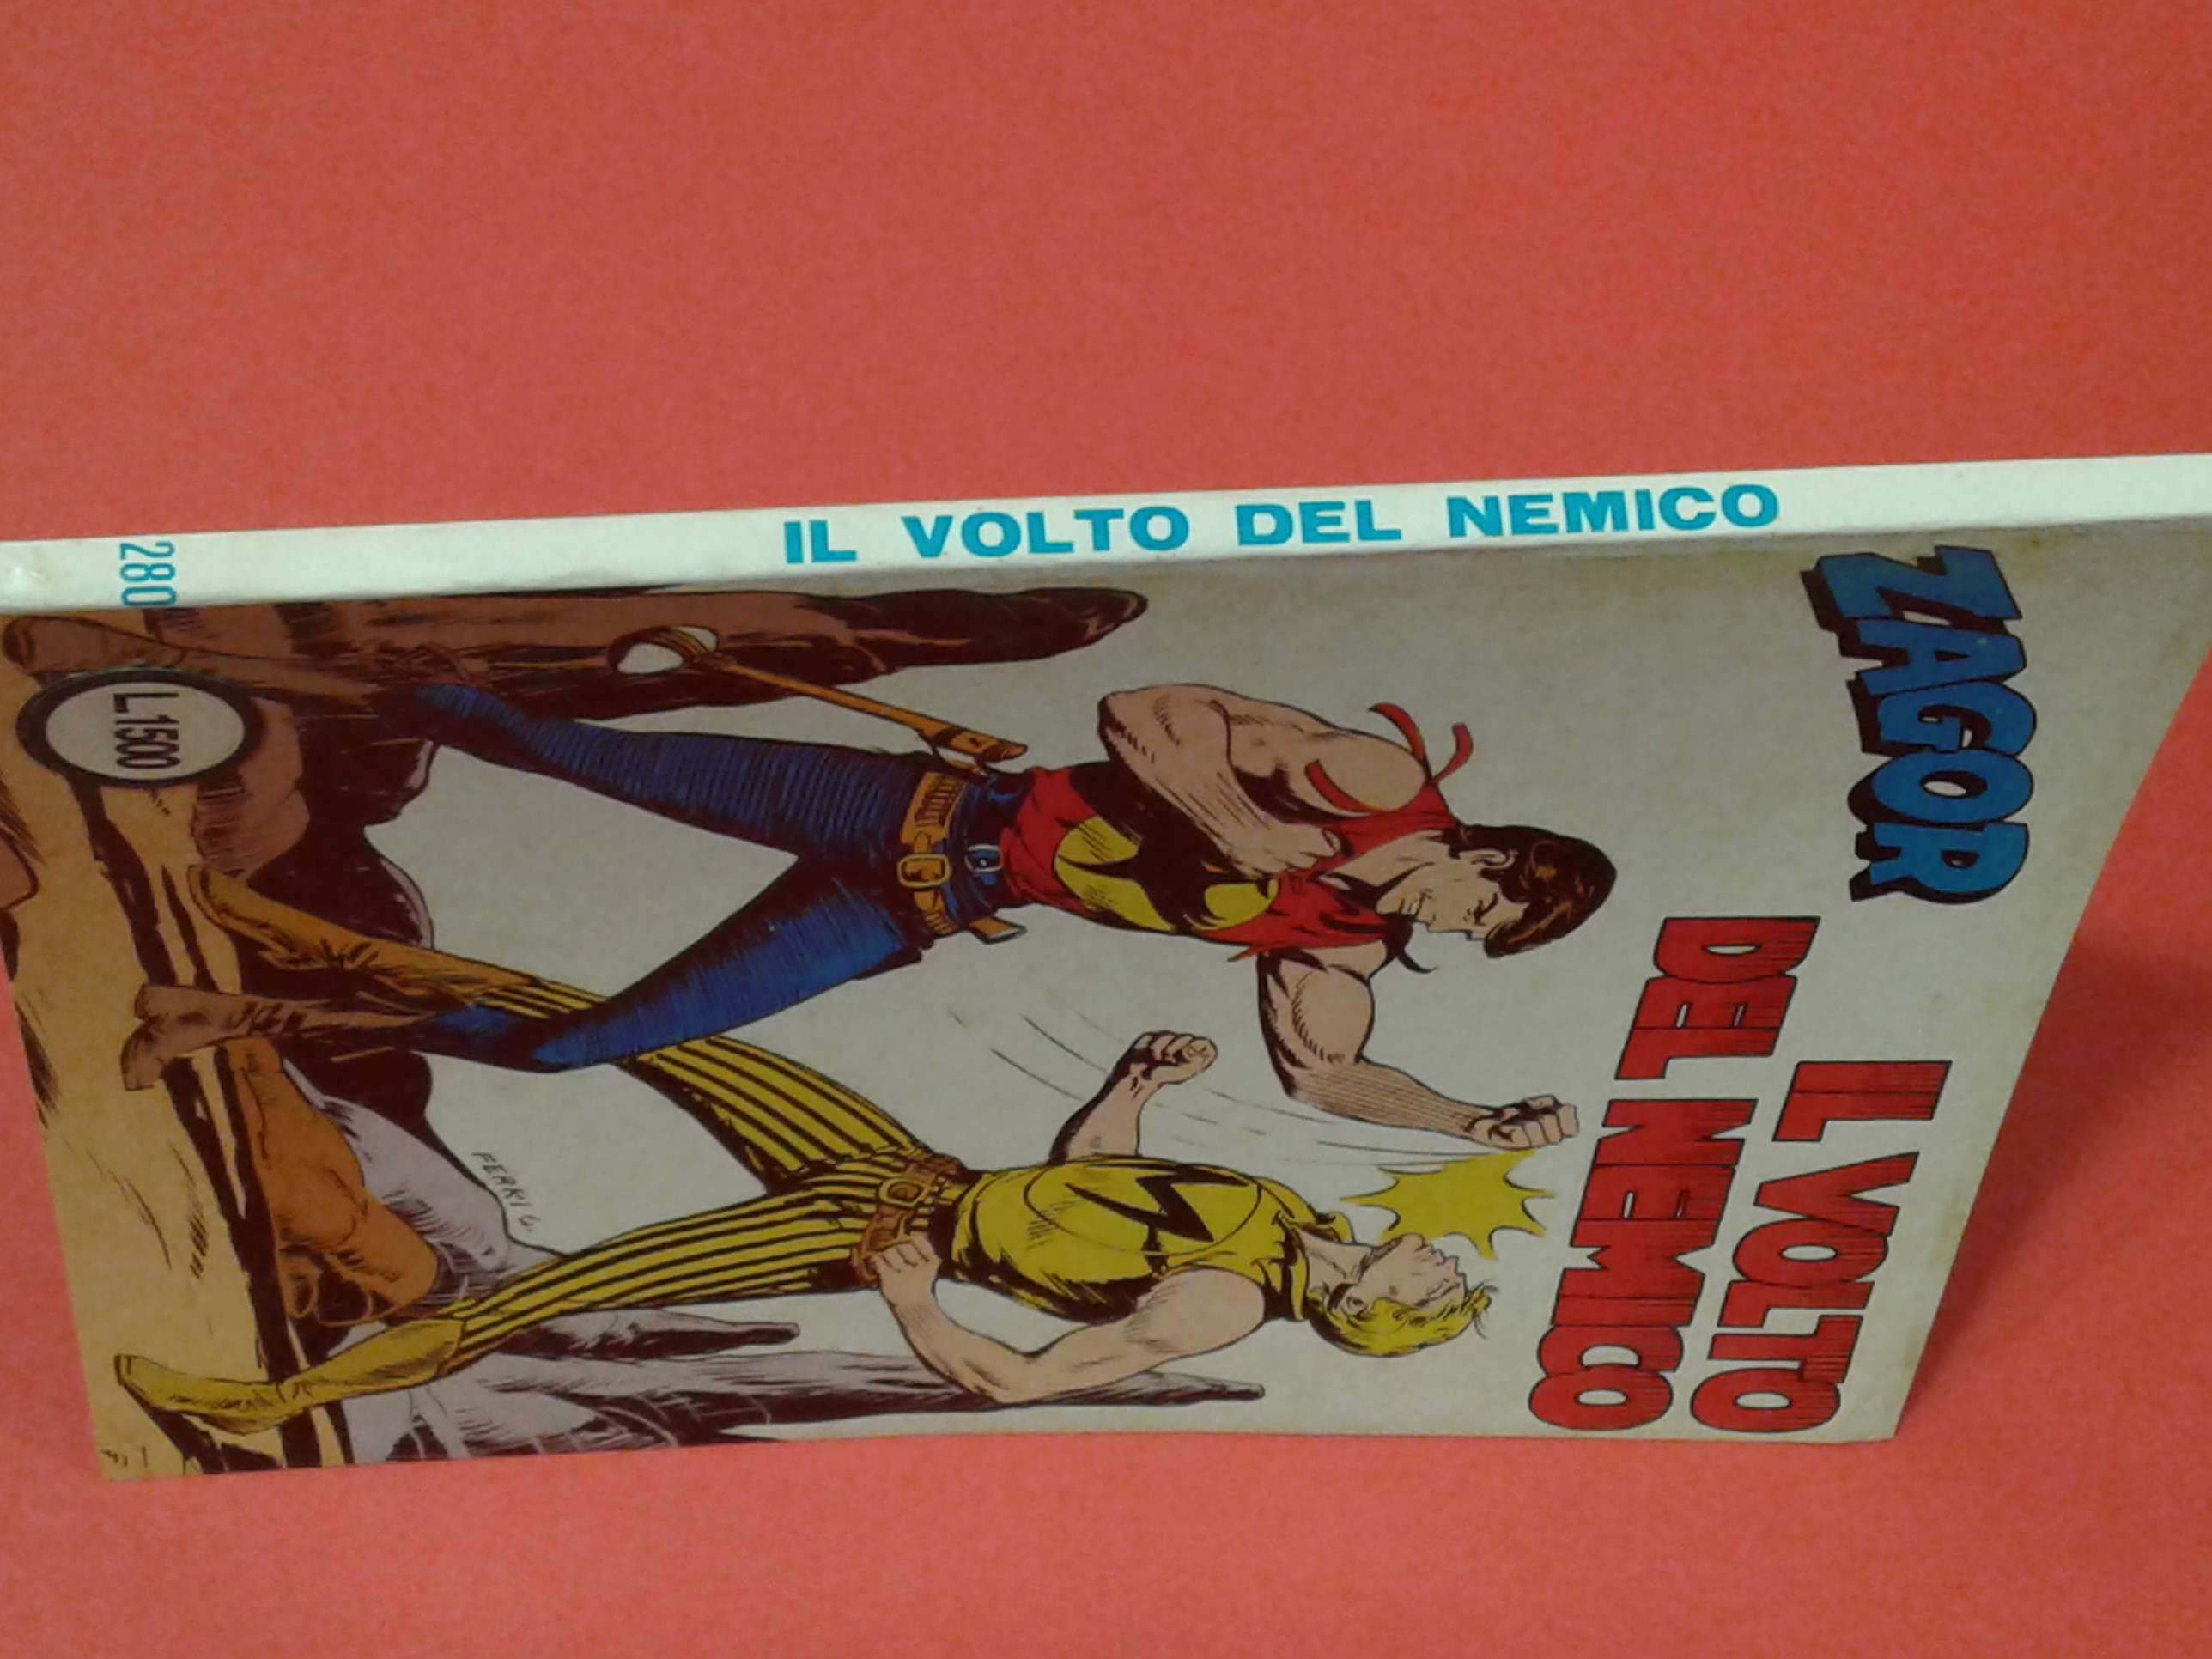 IL VOLTO DEL NEMICO
280
ZAGOR
IL VOLTO
DEL NEMICO
L.1500
FERRI G.